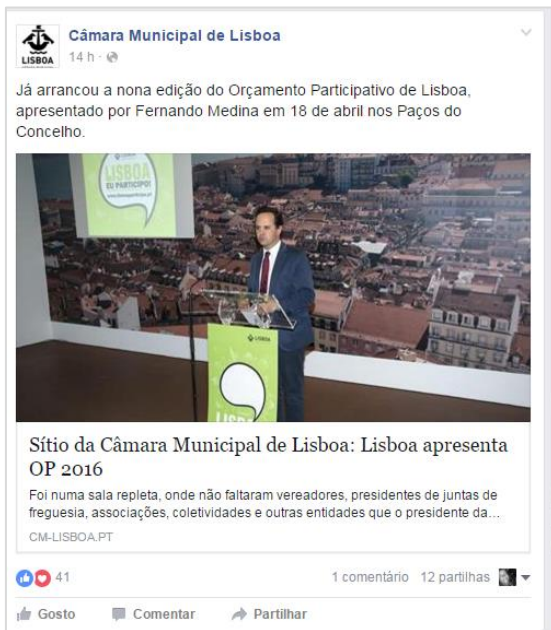 Câmara Municipal de Lisboa
LISBOA
14 h ·
Já arrancou a nona edição do Orçamento Participativo de Lisboa,
apresentado por Fernando Medina em 18 de abril nos Paços do
Concelho.
LISBOA
EU PARTICIPO!
LISBOA
LISBOA
Sítio da Câmara Municipal de Lisboa: Lisboa apresenta
OP 2016
Foi numa sala repleta, onde não faltaram vereadores, presidentes de juntas de
freguesia, associações, coletividades e outras entidades que o presidente da...
CM-LISBOA.PT
41
1 comentário 12 partilhas
Gosto Comentar Partilhar